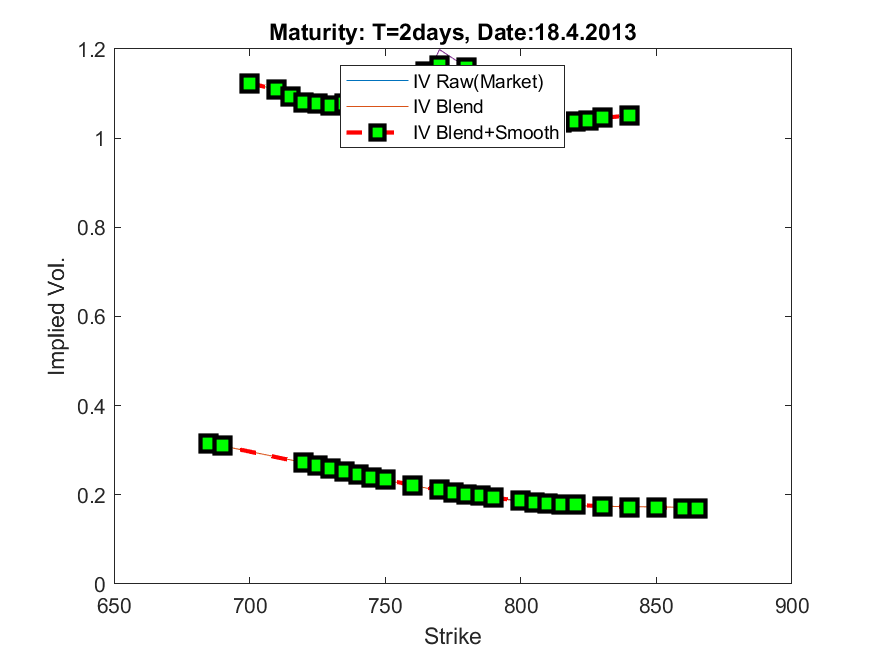 Maturity: T=2days, Date:18.4.2013
1.2
1
0.8
0.6
0.4
0.2
0
Implied Vol.
IV Raw(Market)
IV Blend
IV Blend+Smooth
650
700
750
800
850
900
Strike